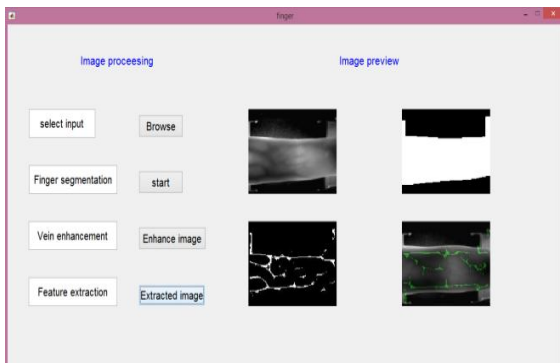 finger
Image proceesing
Image preview
select input
Browse
Finger segmentation
start
Vein enhancement
Enhance image
Feature extraction
Extracted image